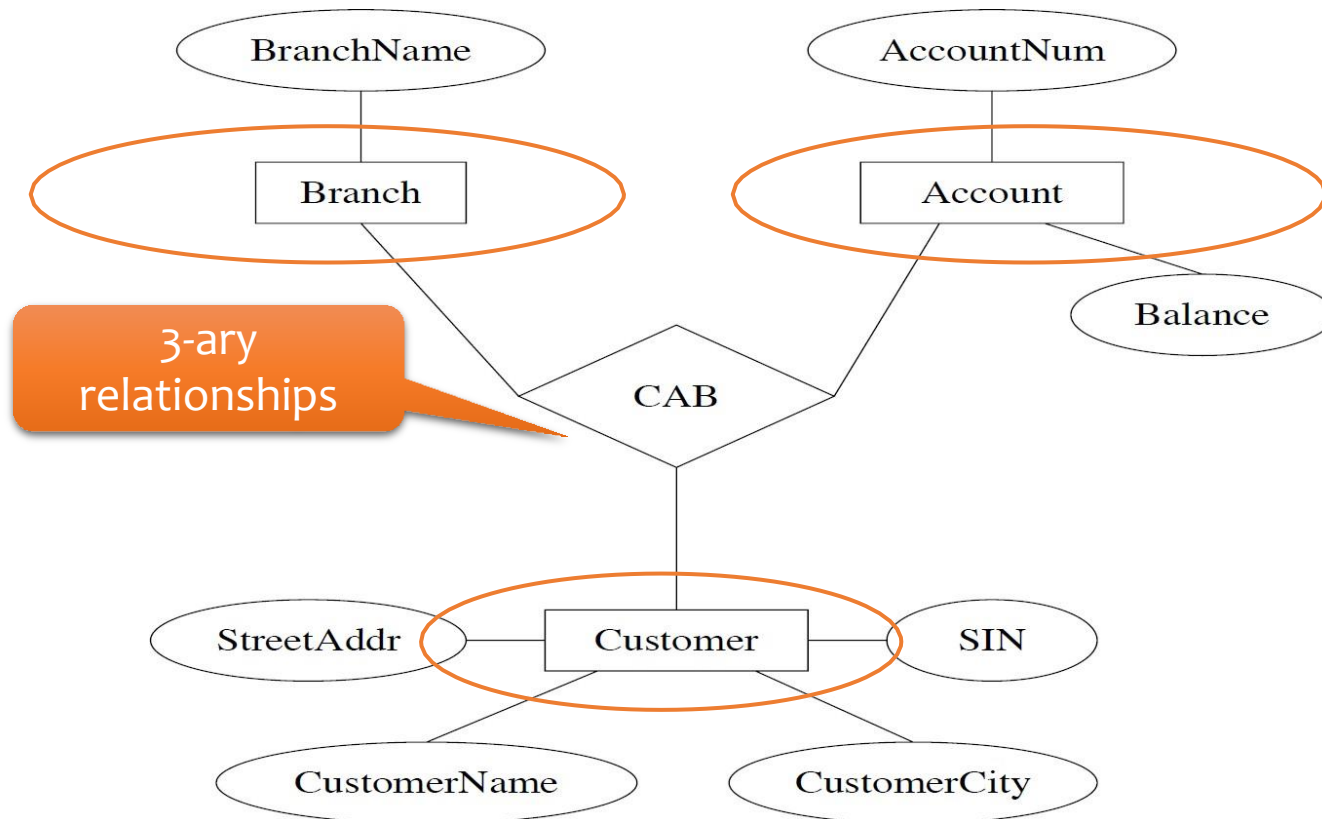 BranchName
AccountNum
Branch
Account
Balance
3-ary
relationships
CAB
StreetAddr
Customer
SIN
CustomerName
CustomerCity